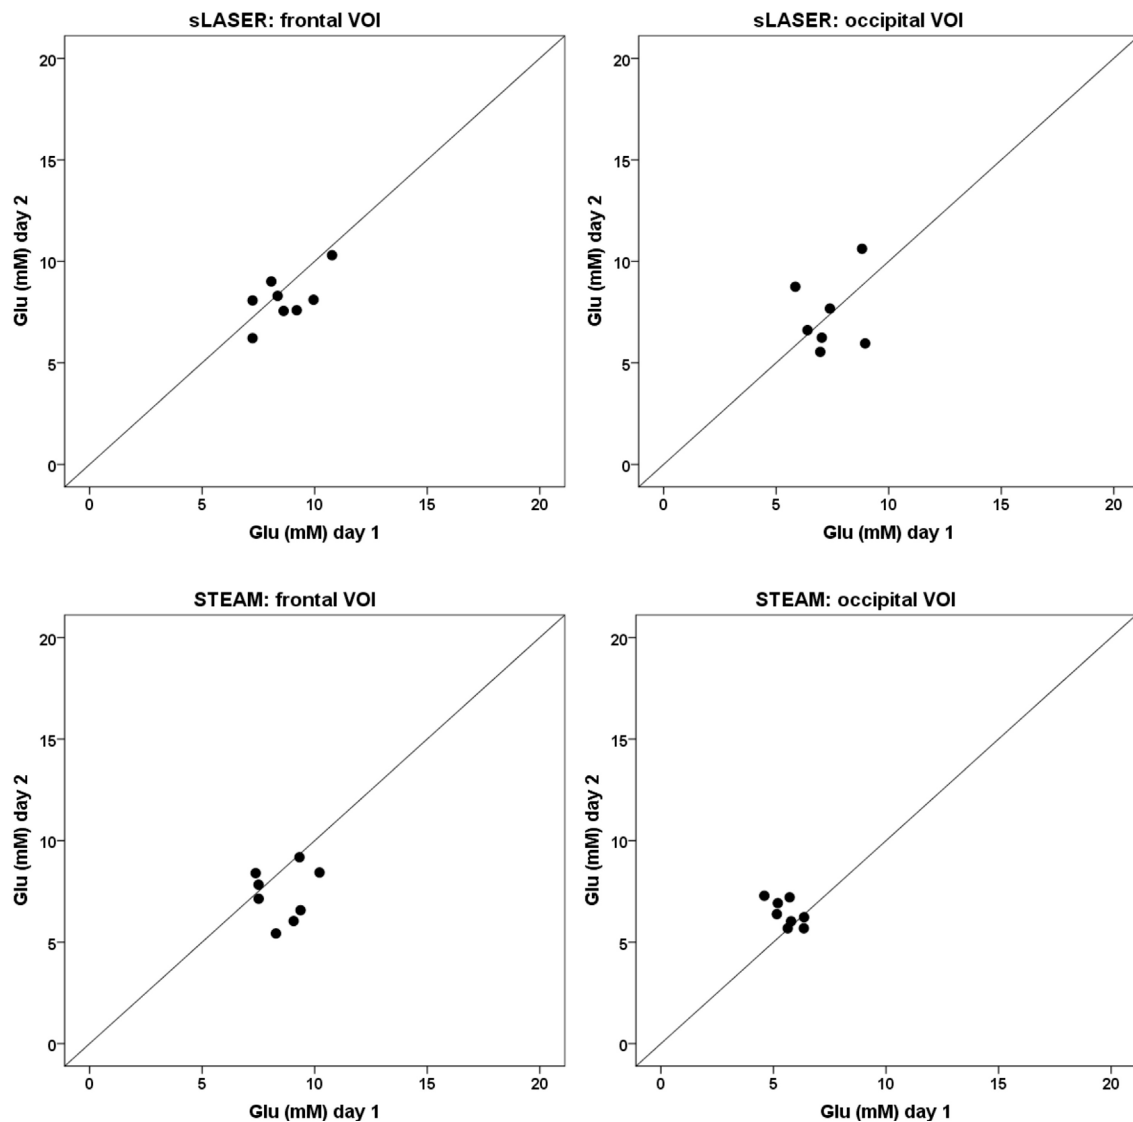 sLASER: frontal VOI
20
15
10
5
0
Glu (mM) day 2
0 5 10 15 20
Glu (mM) day 1
sLASER: occipital VOI
20
15
10
5
0
Glu (mM) day 2
0 5 10 15 20
Glu (mM) day 1
STEAM: frontal VOI
20
15
10
5
0
Glu (mM) day 2
0 5 10 15 20
Glu (mM) day 1
STEAM: occipital VOI
20
15
10
5
0
Glu (mM) day 2
0 5 10 15 20
Glu (mM) day 1